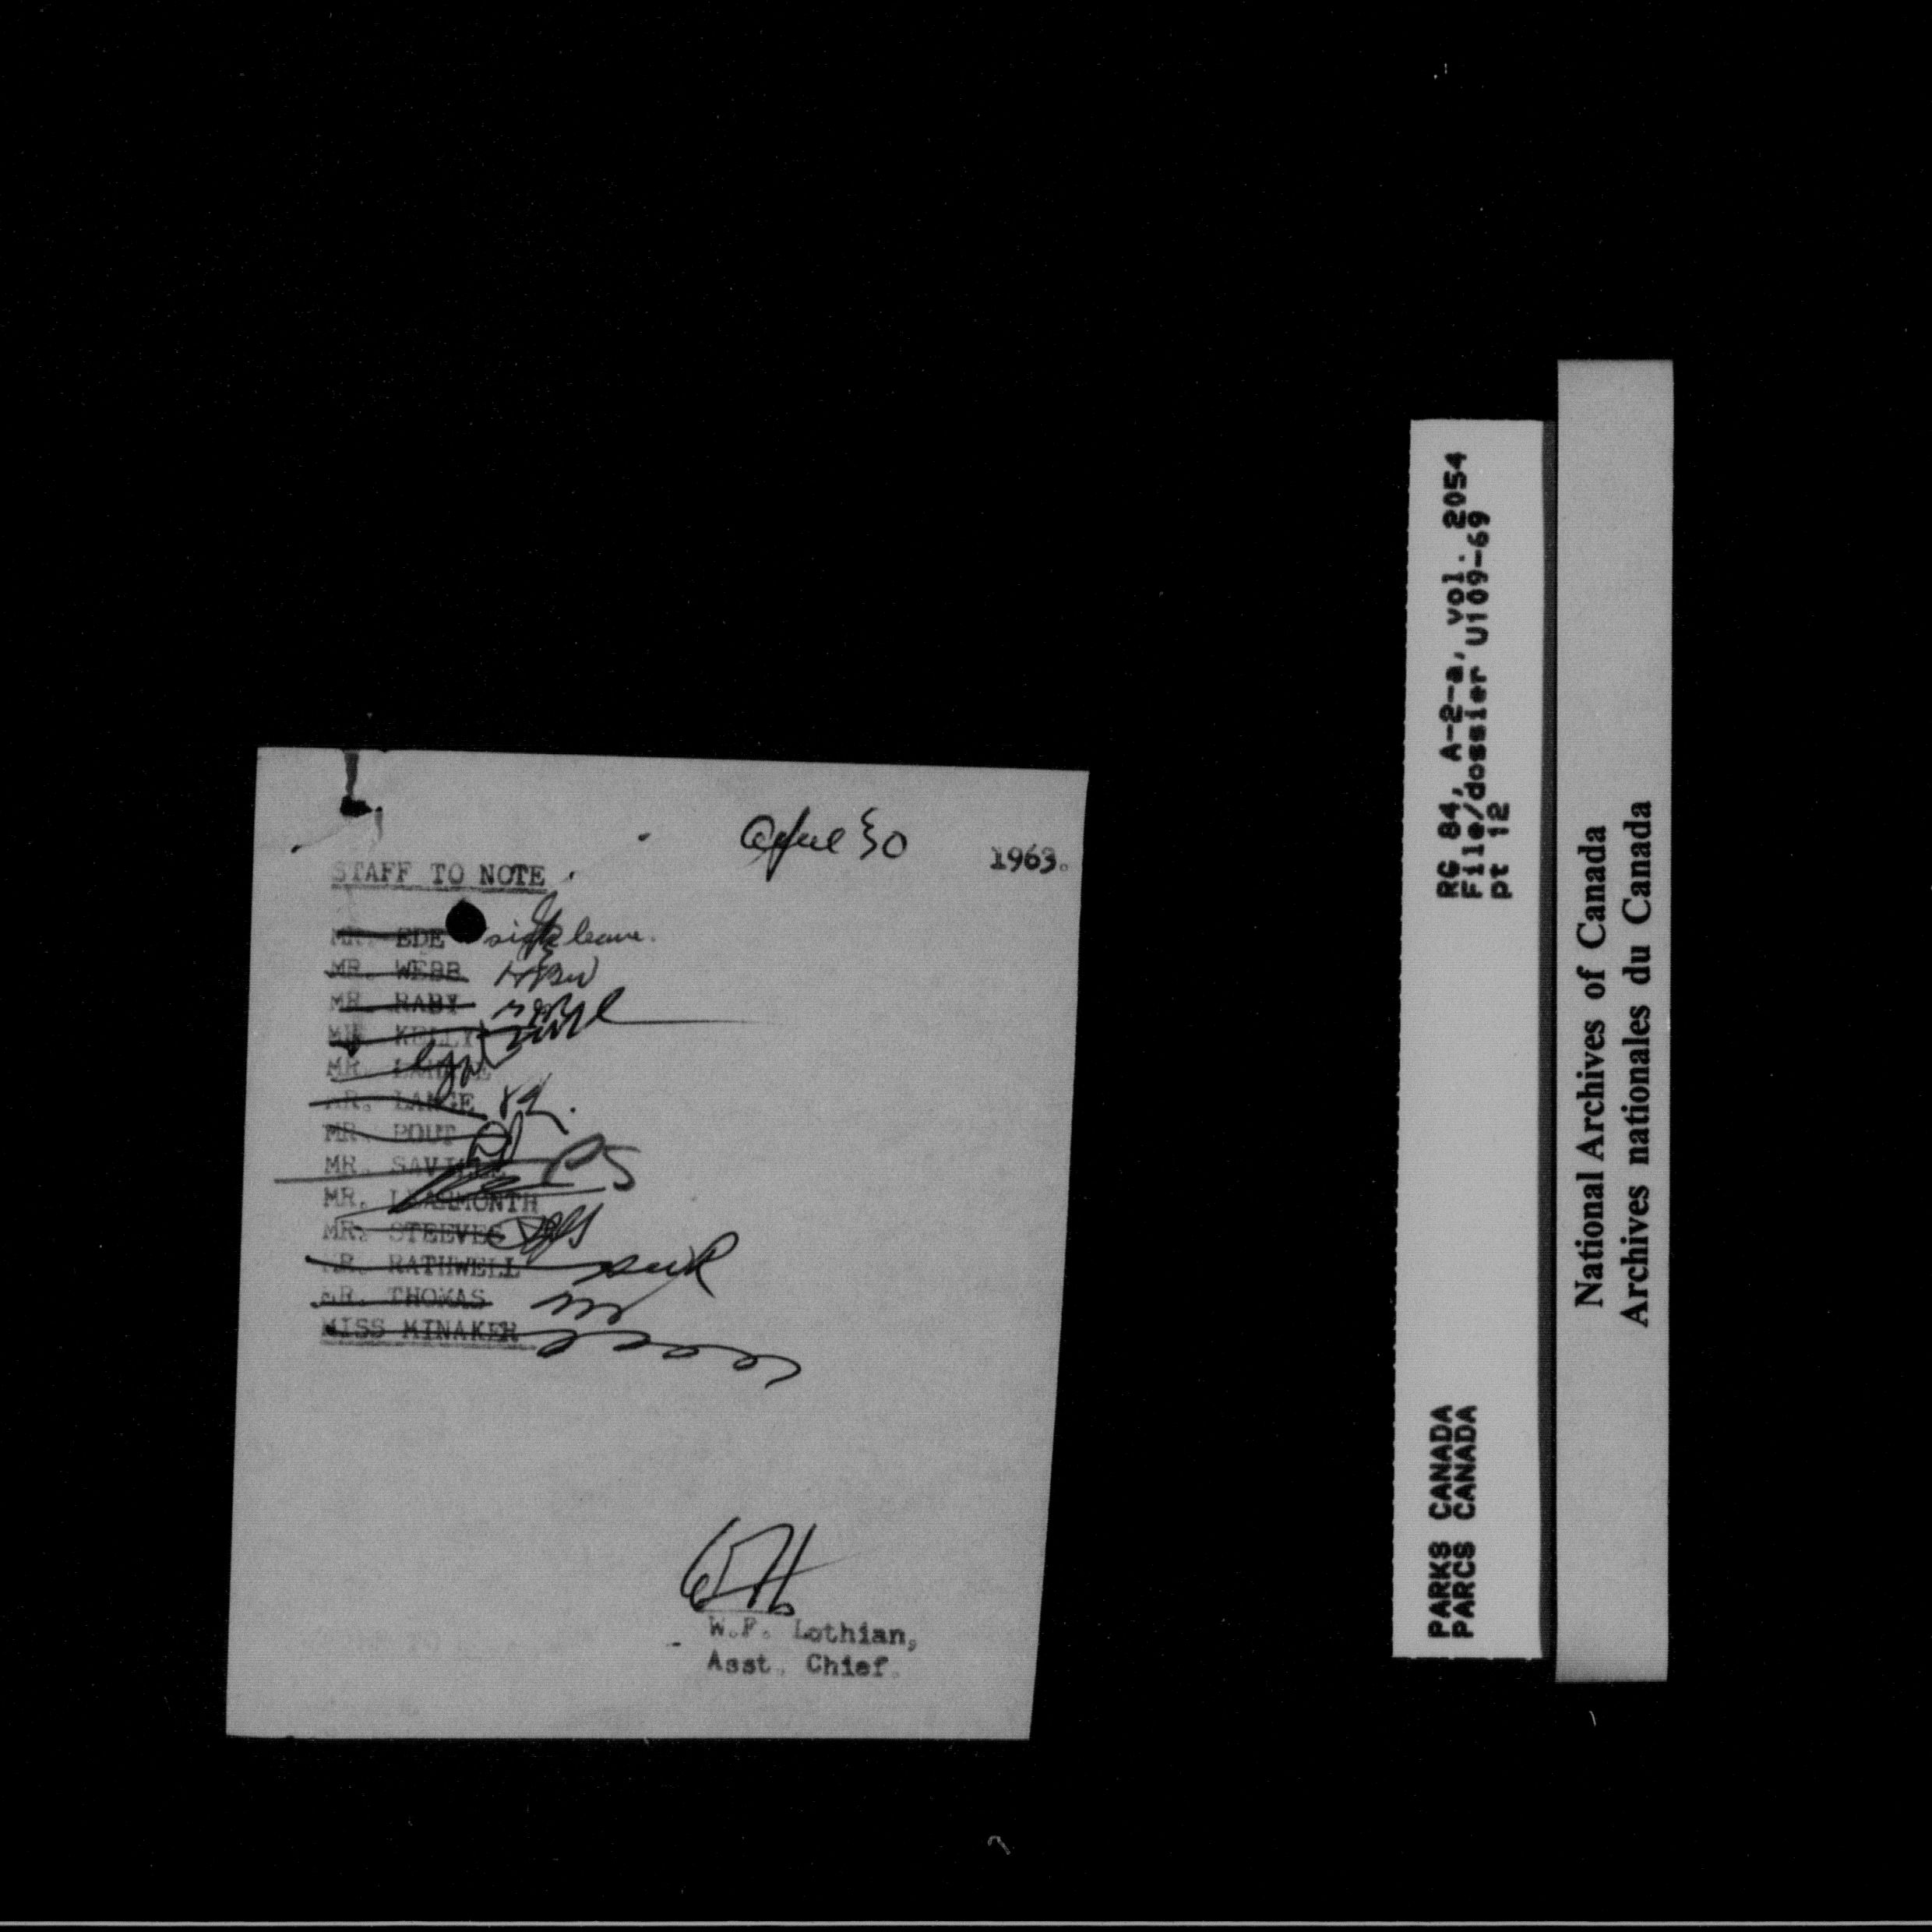 April 30 1963.
STAFF TO NOTE
MR. EDE sick leave.
MR. WEBB
MR. RABY
MR. KELLY
MR.
MR. LANGE
MR. POUT
MR. SAVILLE PS
MR. LEARMONTH
MR. STEEVES
MR. RATHWELL
MR. THOMAS
MISS MINAKER
W.F. Lothian,
Asst. Chief.
RG 84, A-2-a, vol. 2054
File/dossier U109-69
pt 12
PARKS CANADA
PARCS CANADA
National Archives of Canada
Archives nationales du Canada